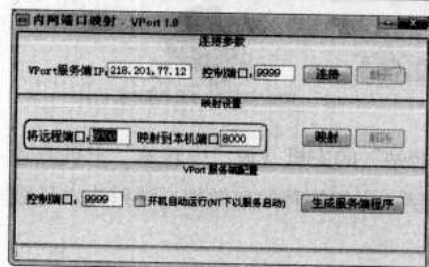 内网端口映射 - VPort 1.0
连接参数
VPort服务端IP: 218.201.77.12 控制端口: 9999 连接 断开
映射设置
将远程端口: 映射到本机端口 8000 映射 解除
VPort 服务端配置
控制端口: 9999 开机自动运行(NT下以服务启动) 生成服务端程序